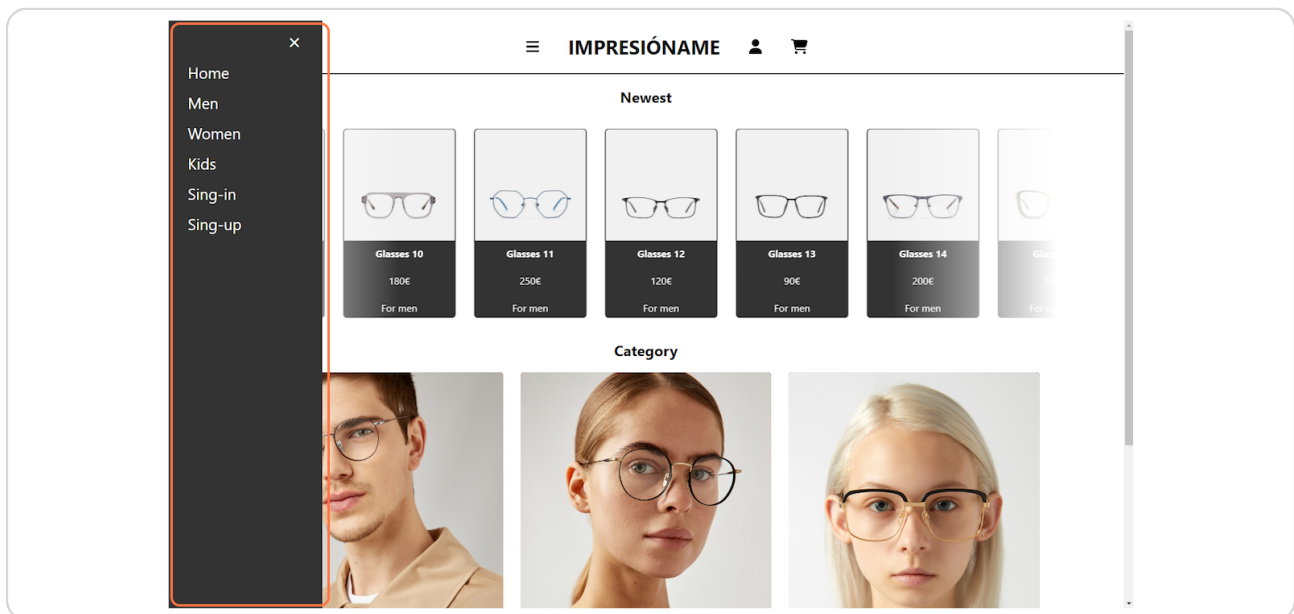 Home
Men
Women
Kids
Sing-in
Sing-up
IMPRESIÓNAME
Newest
Glasses 10
180€
For men
Glasses 11
250€
For men
Glasses 12
120€
For men
Glasses 13
90€
For men
Glasses 14
200€
For men
Category